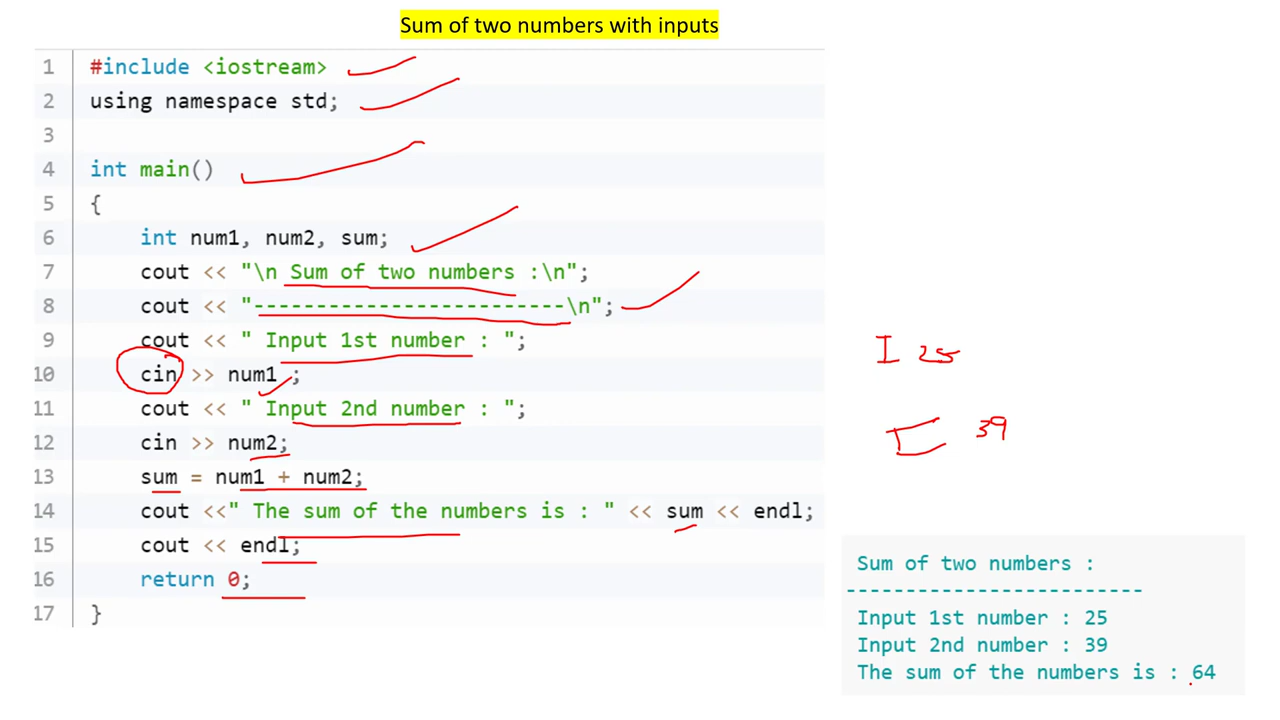 Sum of two numbers with inputs
1 #include <iostream>
2 using namespace std;
3
4 int main()
5 {
6 int num1, num2, sum;
7 cout << "\n Sum of two numbers :\n";
8 cout << "-------------------------\n";
9 cout << " Input 1st number : ";
10 cin >> num1 ;
11 cout << " Input 2nd number : ";
12 cin >> num2;
13 sum = num1 + num2;
14 cout <<" The sum of the numbers is : " << sum << endl;
15 cout << endl;
16 return 0;
17 }
I 25
39
Sum of two numbers :
-------------------------
Input 1st number : 25
Input 2nd number : 39
The sum of the numbers is : 64